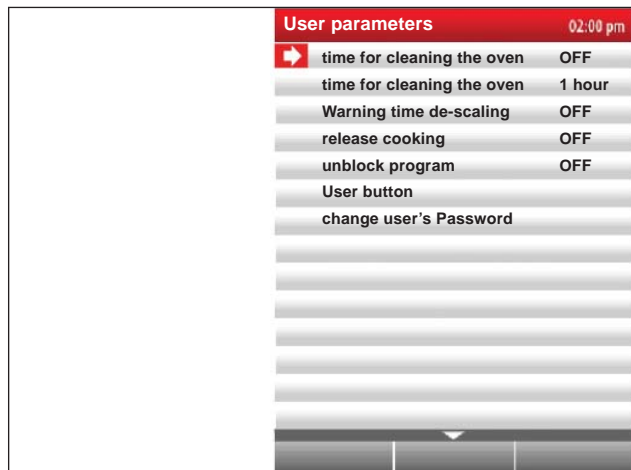 User parameters 02:00 pm
time for cleaning the oven OFF
time for cleaning the oven 1 hour
Warning time de-scaling OFF
release cooking OFF
unblock program OFF
User button
change user's Password